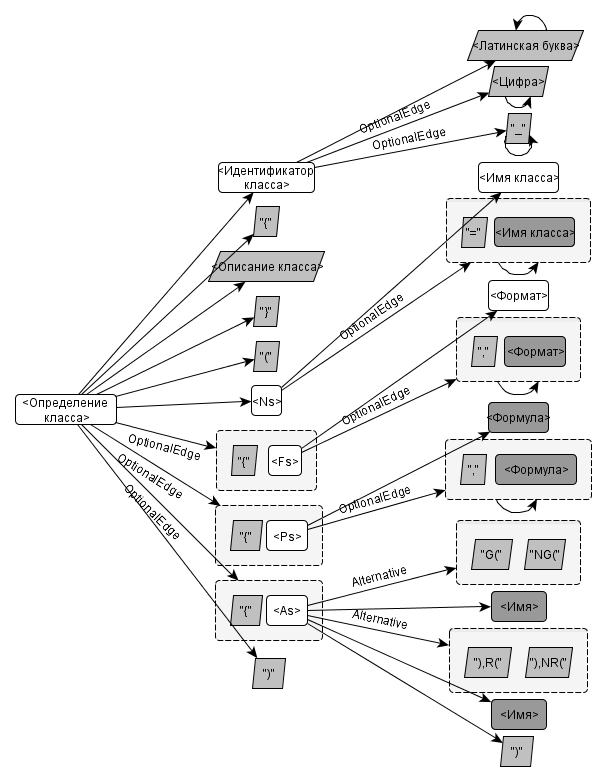 <Латинская буква>
<Цифра>
OptionalEdge
"_"
OptionalEdge
<Идентификатор
класса>
<Имя класса>
"{"
"="
<Имя класса>
<Описание класса>
<Формат>
"}"
OptionalEdge
"("
","
<Формат>
<Определение
класса>
<Ns>
OptionalEdge
<Формула>
OptionalEdge
"{"
<Fs>
","
<Формула>
OptionalEdge
OptionalEdge
OptionalEdge
"{"
<Ps>
"G("
"NG("
Alternative
"{"
<As>
<Имя>
Alternative
"),R("
"),NR("
")"
<Имя>
")"